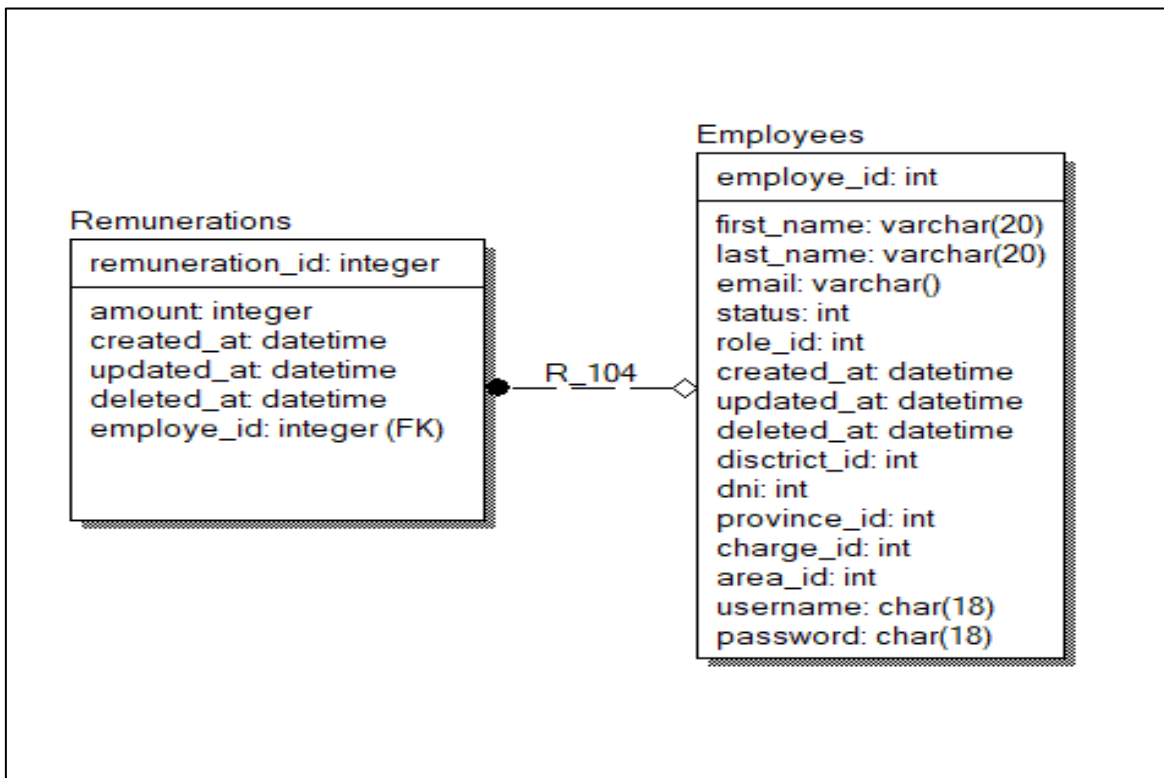 Remunerations
remuneration_id: integer
amount: integer
created_at: datetime
updated_at: datetime
deleted_at: datetime
employe_id: integer (FK)
R_104
Employees
employe_id: int
first_name: varchar(20)
last_name: varchar(20)
email: varchar()
status: int
role_id: int
created_at: datetime
updated_at: datetime
deleted_at: datetime
disctrict_id: int
dni: int
province_id: int
charge_id: int
area_id: int
username: char(18)
password: char(18)